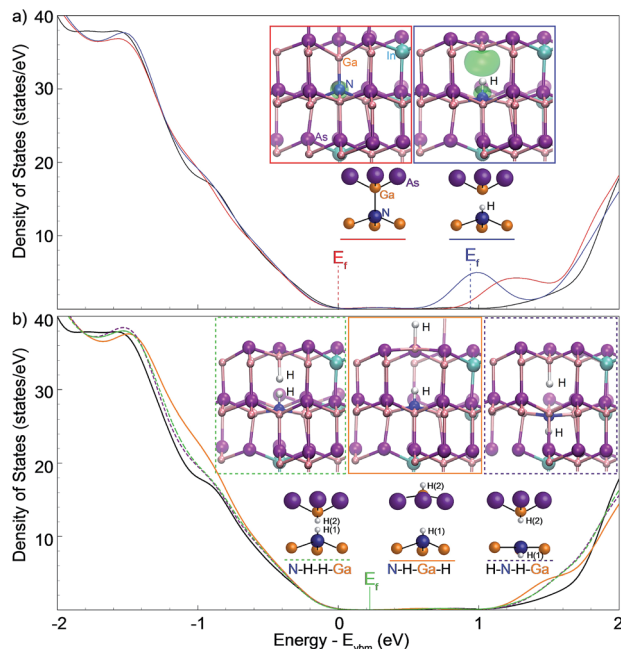 a)
40
30
20
10
Density of States (states/eV)
Ga
In
N
As
H
As
Ga
N
H
E_f
E_f
b)
40
30
20
10
0
Density of States (states/eV)
H
H
H
H
H
H
H(2)
H(1)
H(2)
H(1)
H(2)
H(1)
N-H-H-Ga
N-H-Ga-H
H-N-H-Ga
E_f
-2
-1
0
1
2
Energy - E_vbm (eV)